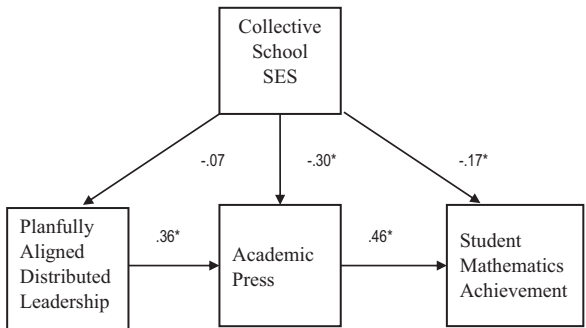 Collective
School
SES
-.07
-.30*
-.17*
Planfully
Aligned
Distributed
Leadership
.36*
Academic
Press
.46*
Student
Mathematics
Achievement